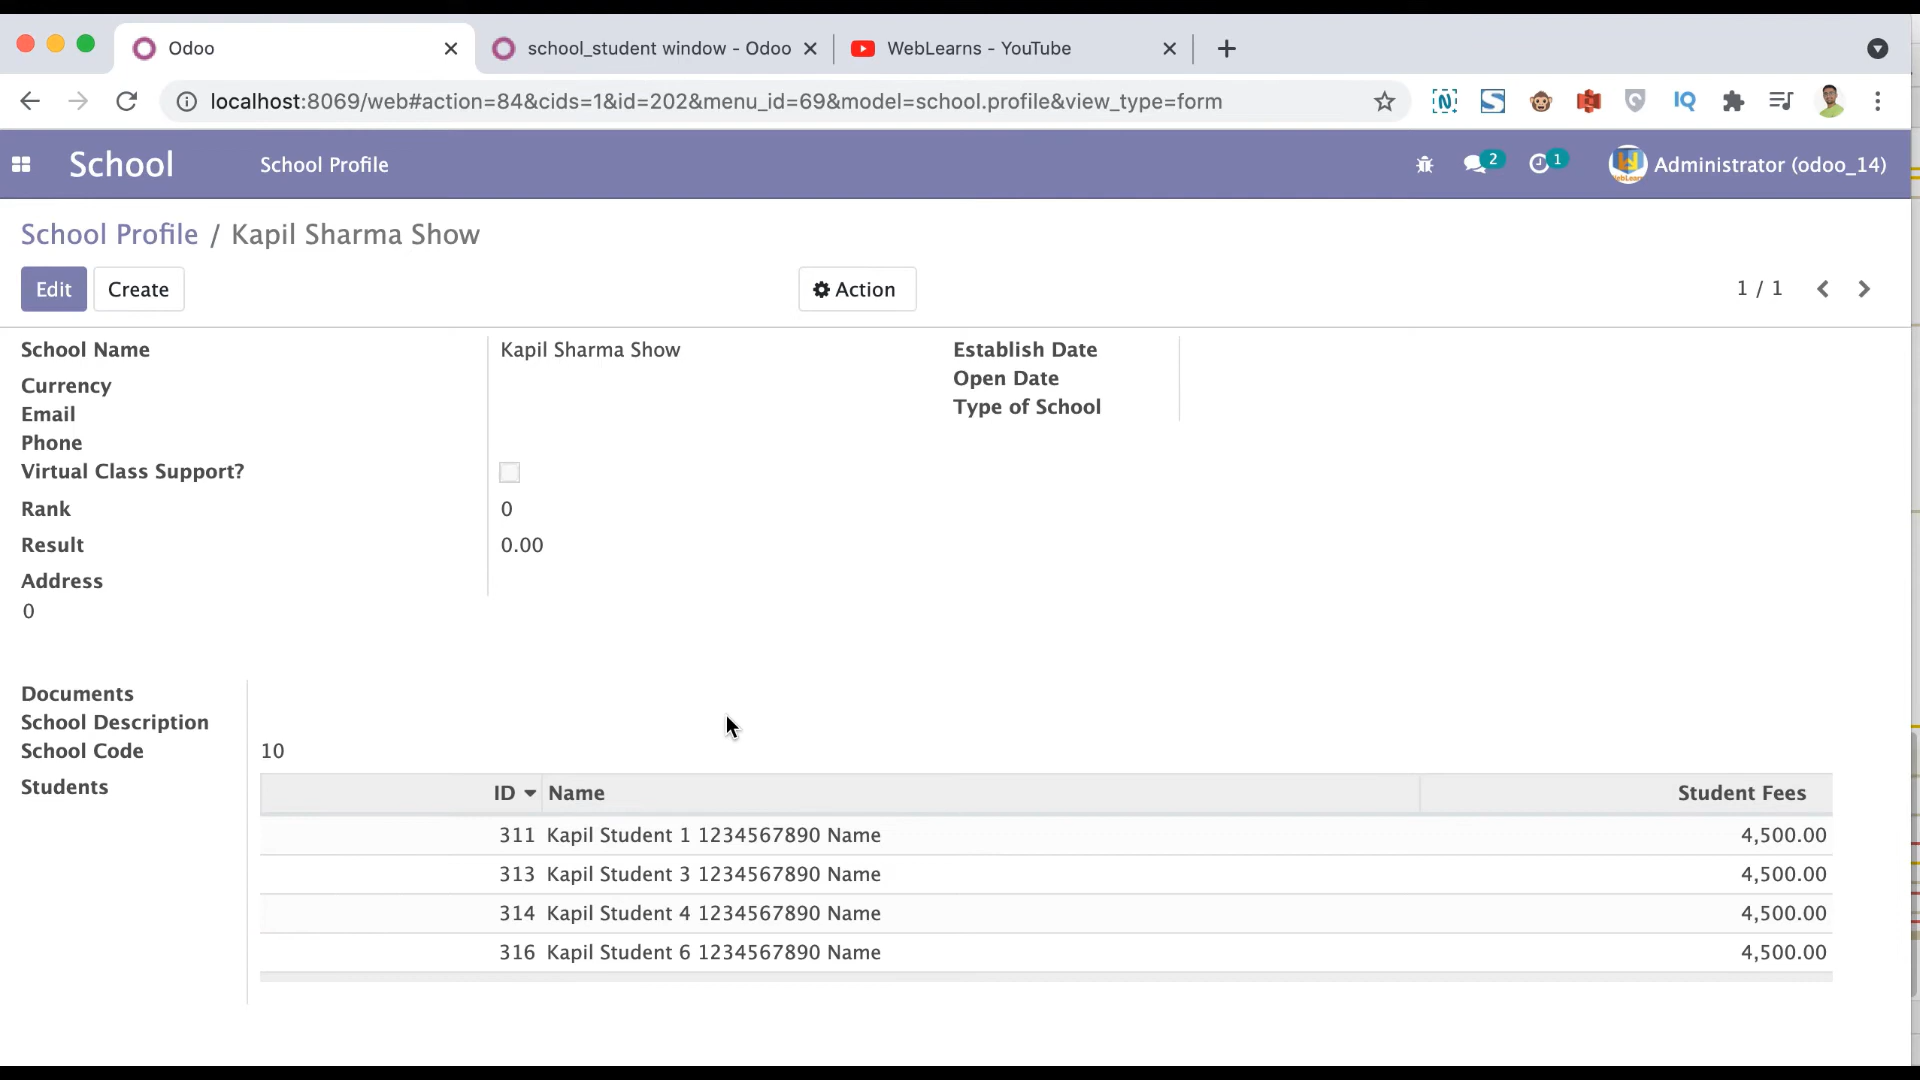 Odoo
school_student window - Odoo
WebLearns - YouTube
localhost:8069/web#action=84&cids=1&id=202&menu_id=69&model=school.profile&view_type=form
School
School Profile
2
1
Administrator (odoo_14)
School Profile / Kapil Sharma Show
Edit
Create
Action
1 / 1
School Name
Kapil Sharma Show
Establish Date
Currency
Open Date
Email
Type of School
Phone
Virtual Class Support?
Rank
0
Result
0.00
Address
0
Documents
School Description
School Code
10
Students
ID
Name
Student Fees
311 Kapil Student 1 1234567890 Name 4,500.00
313 Kapil Student 3 1234567890 Name 4,500.00
314 Kapil Student 4 1234567890 Name 4,500.00
316 Kapil Student 6 1234567890 Name 4,500.00